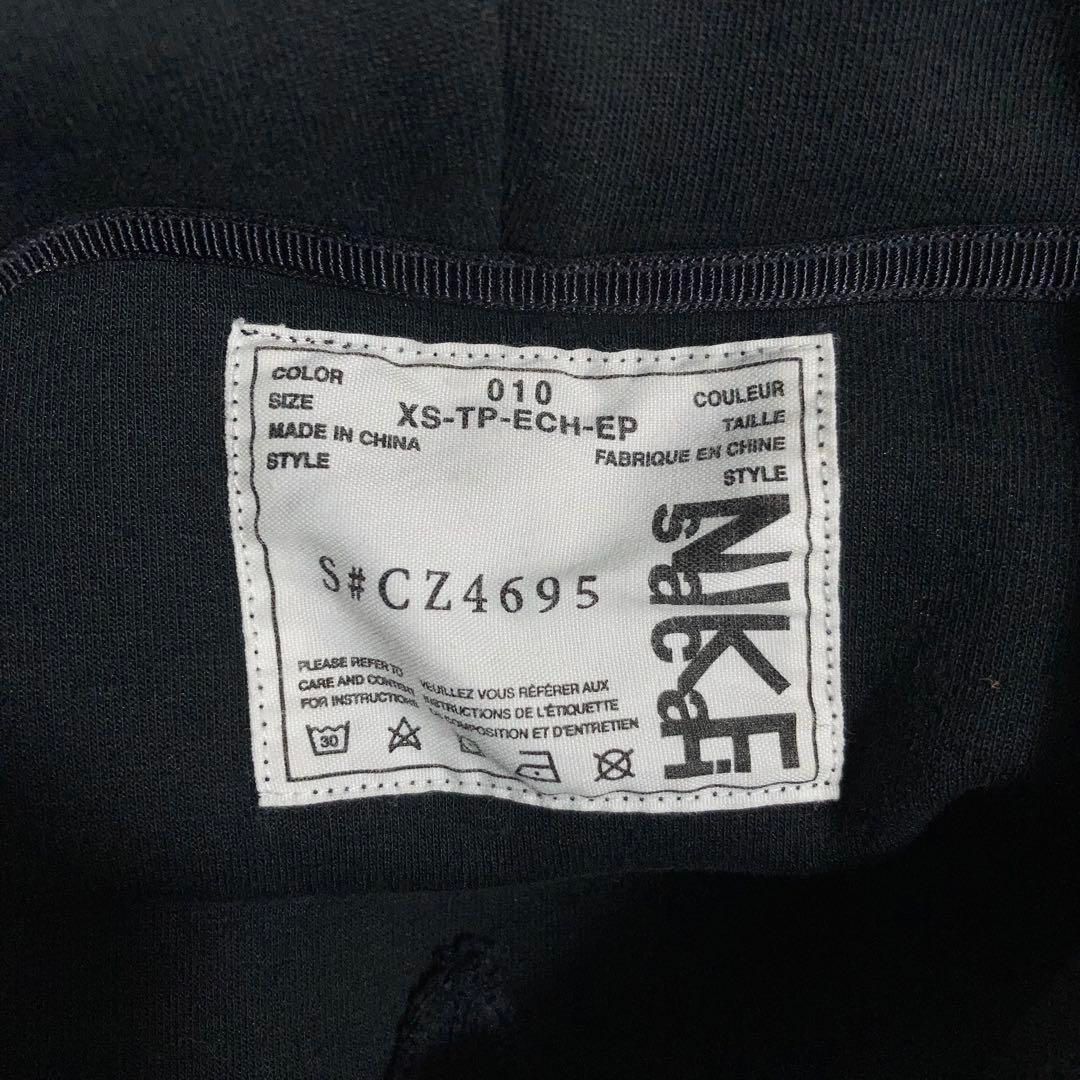 COLOR 010 COULEUR
SIZE XS-TP-ECH-EP TAILLE
MADE IN CHINA FABRIQUE EN CHINE
STYLE STYLE
S#CZ4695
NIKE
sacai
PLEASE REFER TO
CARE AND CONTENT
FOR INSTRUCTIONS
VEUILLEZ VOUS RÉFÉRER AUX
INSTRUCTIONS DE L'ÉTIQUETTE
COMPOSITION ET D'ENTRETIEN
30